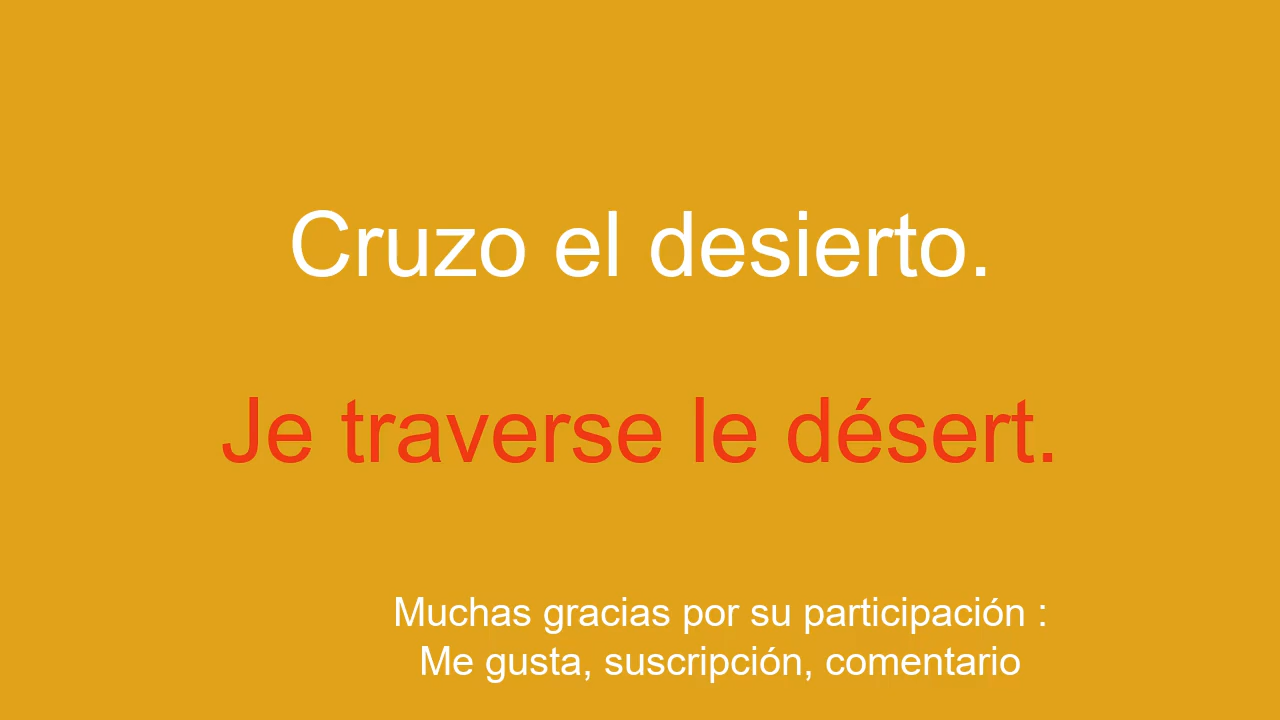 Cruzo el desierto.
Je traverse le désert.
Muchas gracias por su participación :
Me gusta, suscripción, comentario